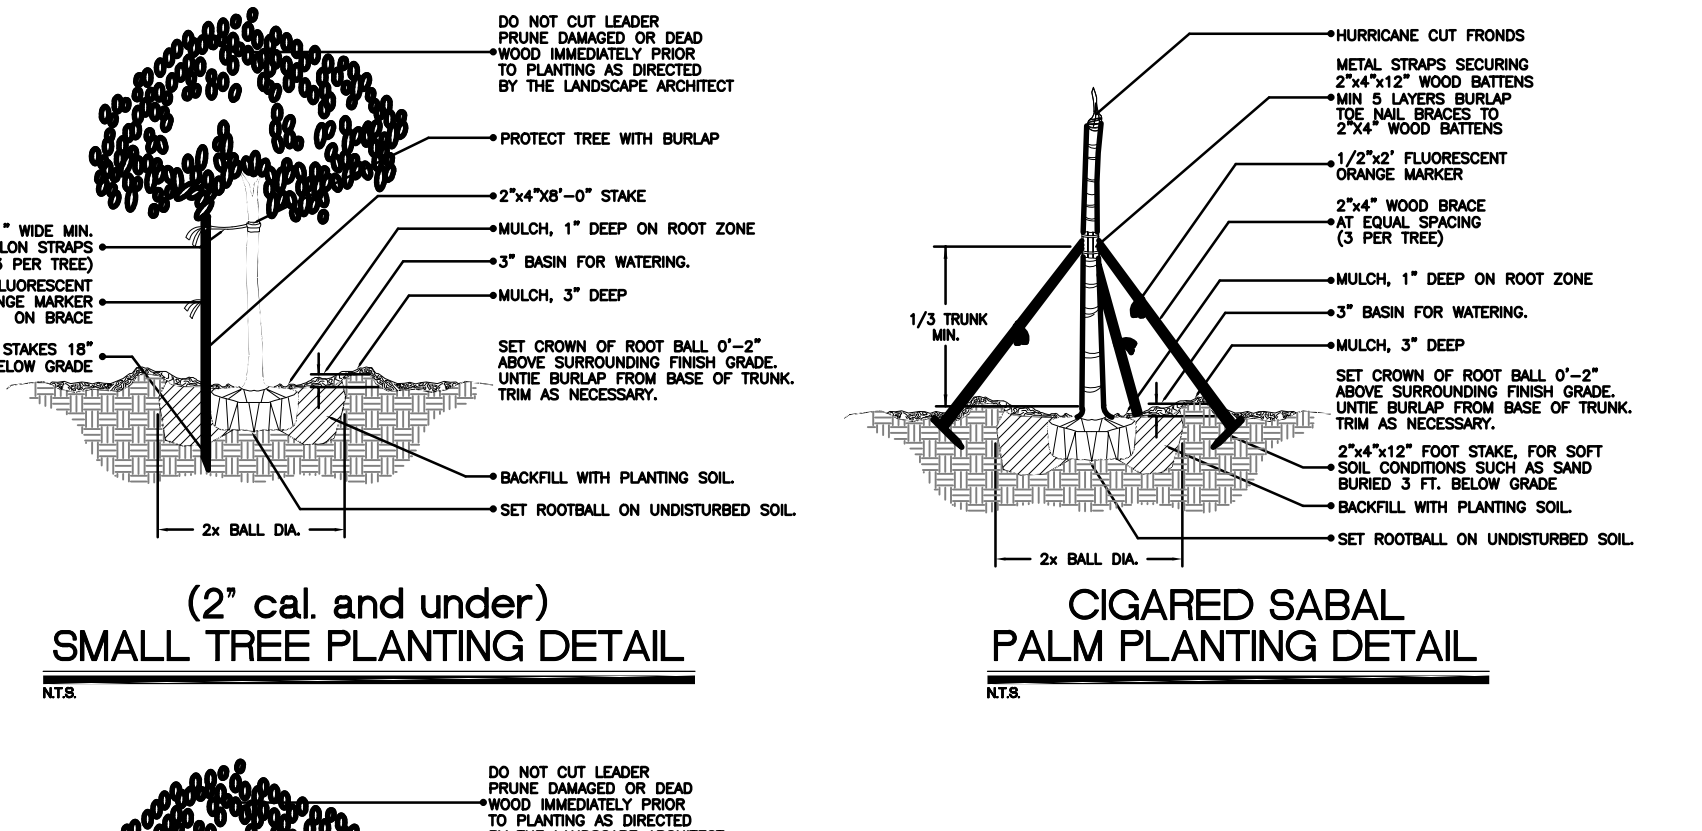 DO NOT CUT LEADER
PRUNE DAMAGED OR DEAD
WOOD IMMEDIATELY PRIOR
TO PLANTING AS DIRECTED
BY THE LANDSCAPE ARCHITECT
PROTECT TREE WITH BURLAP
2"x4"X8'-0" STAKE
MULCH, 1" DEEP ON ROOT ZONE
3" BASIN FOR WATERING.
MULCH, 3" DEEP
SET CROWN OF ROOT BALL 0'-2"
ABOVE SURROUNDING FINISH GRADE.
UNTIE BURLAP FROM BASE OF TRUNK.
TRIM AS NECESSARY.
BACKFILL WITH PLANTING SOIL.
SET ROOTBALL ON UNDISTURBED SOIL.
" WIDE MIN.
LON STRAPS
PER TREE)
LUORESCENT
NGE MARKER
ON BRACE
STAKES 18"
ELOW GRADE
2x BALL DIA.
(2" cal. and under)
SMALL TREE PLANTING DETAIL
N.T.S.
HURRICANE CUT FRONDS
METAL STRAPS SECURING
2"x4"x12" WOOD BATTENS
MIN 5 LAYERS BURLAP
TOE NAIL BRACES TO
2"X4" WOOD BATTENS
1/2"x2' FLUORESCENT
ORANGE MARKER
2"x4" WOOD BRACE
AT EQUAL SPACING
(3 PER TREE)
MULCH, 1" DEEP ON ROOT ZONE
3" BASIN FOR WATERING.
MULCH, 3" DEEP
SET CROWN OF ROOT BALL 0'-2"
ABOVE SURROUNDING FINISH GRADE.
UNTIE BURLAP FROM BASE OF TRUNK.
TRIM AS NECESSARY.
2"x4"x12" FOOT STAKE, FOR SOFT
SOIL CONDITIONS SUCH AS SAND
BURIED 3 FT. BELOW GRADE
BACKFILL WITH PLANTING SOIL.
SET ROOTBALL ON UNDISTURBED SOIL.
1/3 TRUNK
MIN.
2x BALL DIA.
CIGARED SABAL
PALM PLANTING DETAIL
N.T.S.
DO NOT CUT LEADER
PRUNE DAMAGED OR DEAD
WOOD IMMEDIATELY PRIOR
TO PLANTING AS DIRECTED